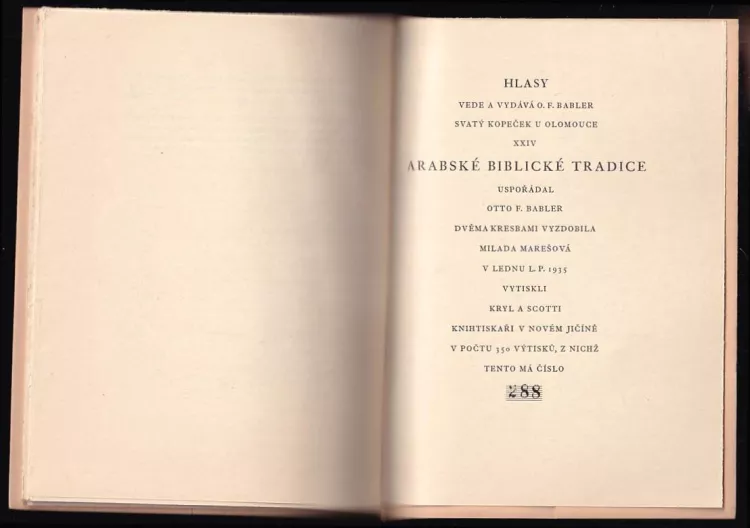 HLASY
VEDE A VYDÁVÁ O. F. BABLER
SVATÝ KOPEČEK U OLOMOUCE
XXIV
ARABSKÉ BIBLICKÉ TRADICE
USPOŘÁDAL
OTTO F. BABLER
DVĚMA KRESBAMI VYZDOBILA
MILADA MAREŠOVÁ
V LEDNU L. P. 1935
VYTISKLI
KRYL A SCOTTI
KNIHTISKAŘI V NOVÉM JIČÍNĚ
V POČTU 350 VÝTISKŮ, Z NICHŽ
TENTO MÁ ČÍSLO
288